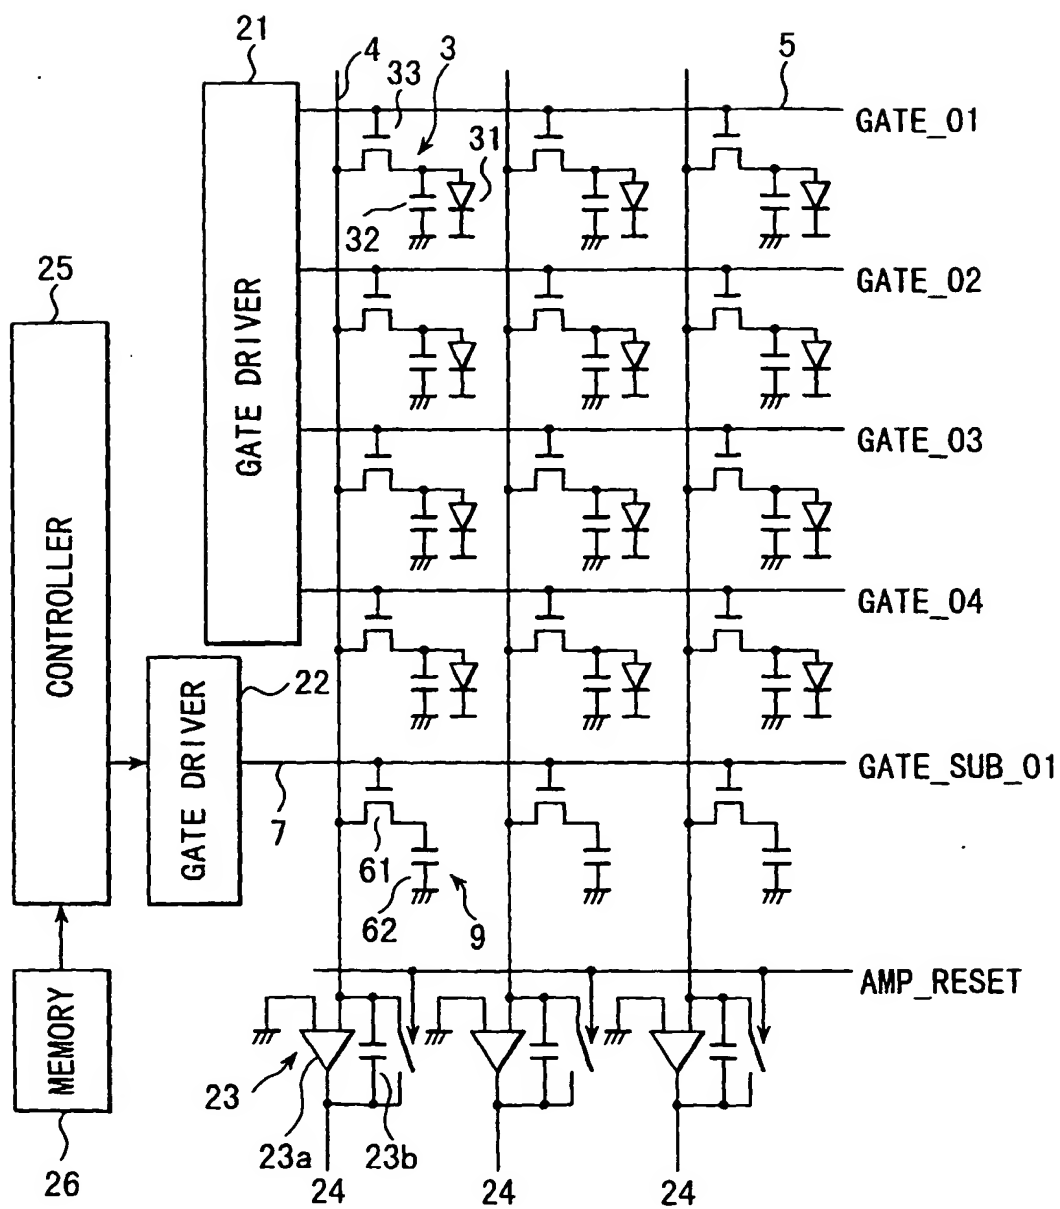 21
4
33
3
5
GATE_01
31
32
25
GATE_02
GATE DRIVER
GATE_03
CONTROLLER
GATE_04
22
GATE DRIVER
GATE_SUB_01
7
61
62
9
AMP_RESET
MEMORY
23
23a
23b
26
24
24
24